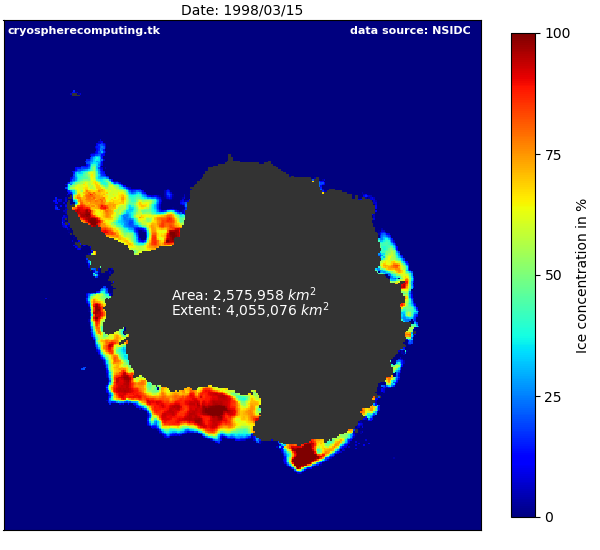 Date: 1998/03/15
cryospherecomputing.tk
data source: NSIDC
Area: 2,575,958 km²
Extent: 4,055,076 km²
100
75
50
25
0
Ice concentration in %